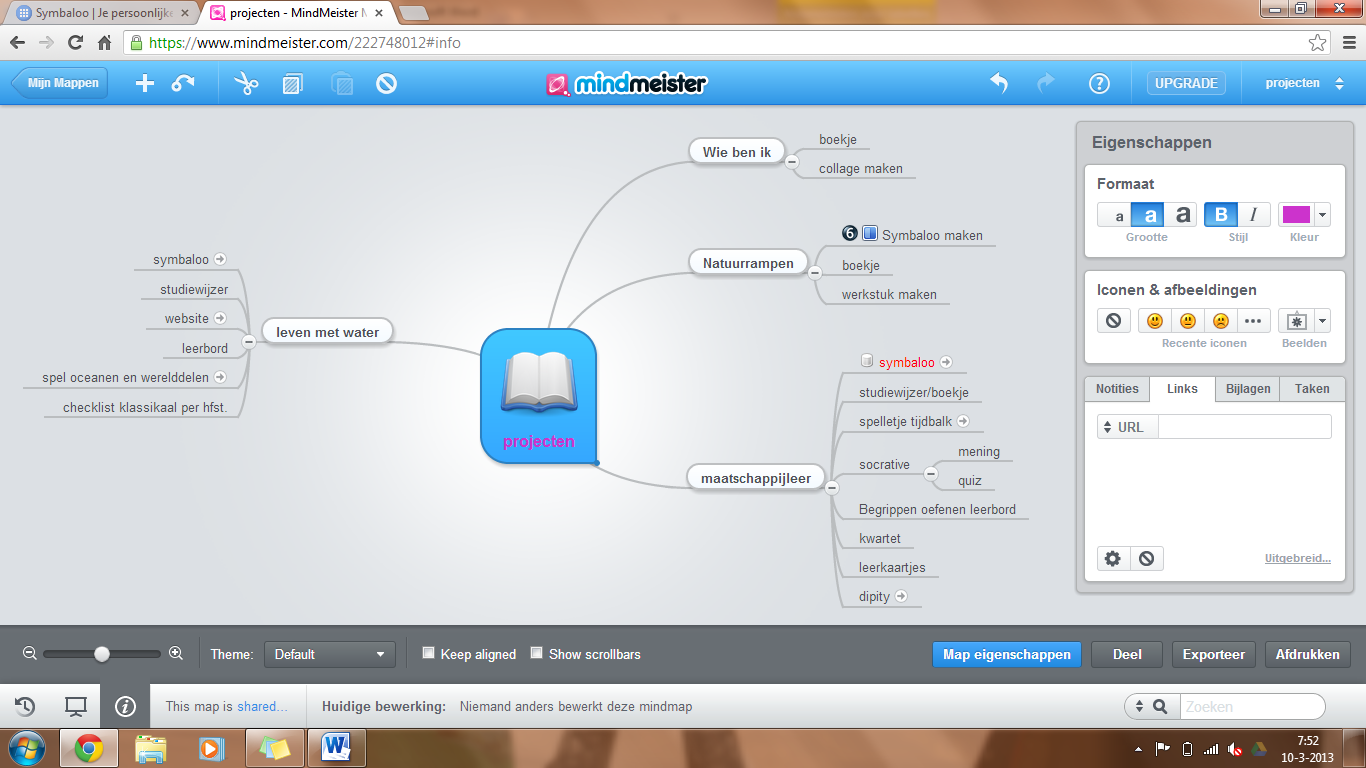 Symbaloo | Je persoonlijke
projecten - MindMeister M
https://www.mindmeister.com/222748012#info
Mijn Mappen
mindmeister
UPGRADE
projecten
Wie ben ik
boekje
collage maken
Natuurrampen
6 Symbaloo maken
boekje
werkstuk maken
symbaloo
studiewijzer
website
leerbord
spel oceanen en werelddelen
checklist klassikaal per hfst.
leven met water
projecten
maatschappijleer
symbaloo
studiewijzer/boekje
spelletje tijdbalk
socrative
mening
quiz
Begrippen oefenen leerbord
kwartet
leerkaartjes
dipity
Eigenschappen
Formaat
a a a B I
Grootte Stijl Kleur
Iconen & afbeeldingen
Recente iconen Beelden
Notities Links Bijlagen Taken
URL
Uitgebreid...
Theme: Default Keep aligned Show scrollbars
Map eigenschappen Deel Exporteer Afdrukken
This map is shared... Huidige bewerking: Niemand anders bewerkt deze mindmap Zoeken
7:52
10-3-2013